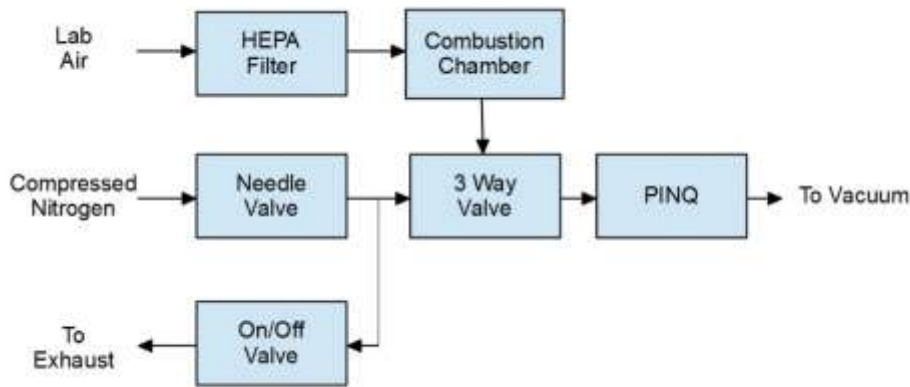 Lab
Air
HEPA
Filter
Combustion
Chamber
Compressed
Nitrogen
Needle
Valve
3 Way
Valve
PINQ
To Vacuum
To
Exhaust
On/Off
Valve